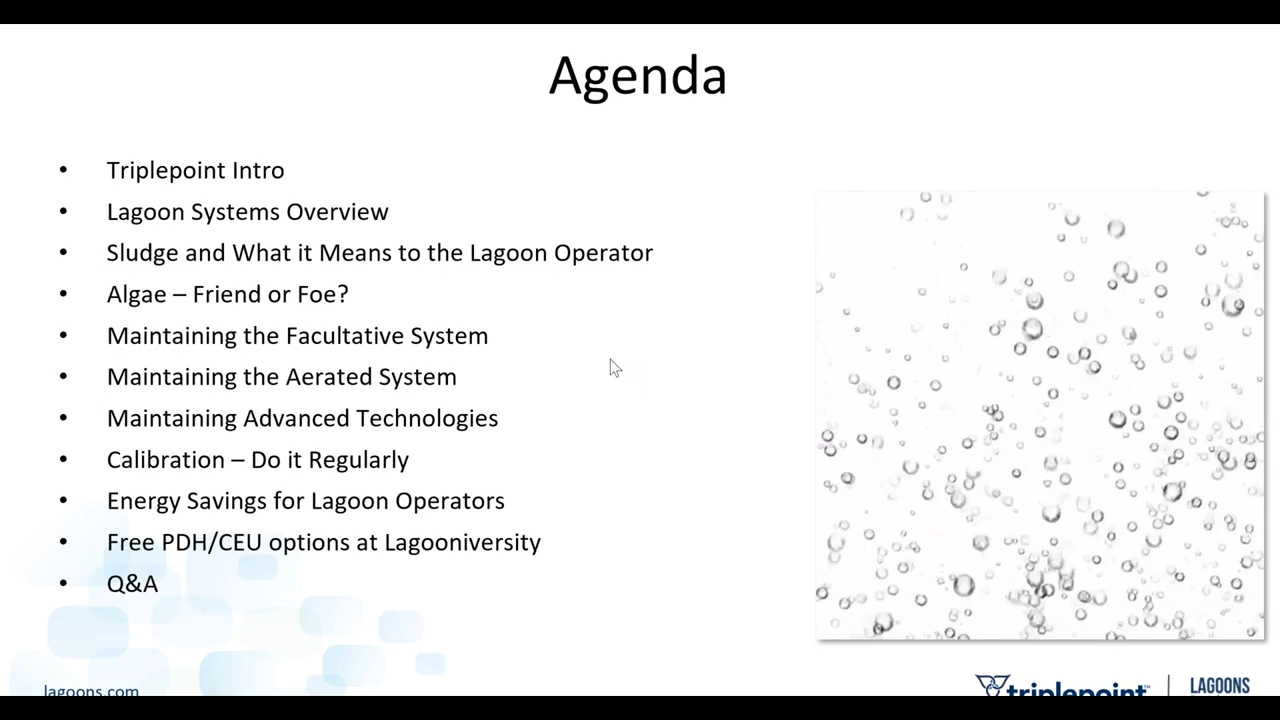 Agenda
• Triplepoint Intro
• Lagoon Systems Overview
• Sludge and What it Means to the Lagoon Operator
• Algae – Friend or Foe?
• Maintaining the Facultative System
• Maintaining the Aerated System
• Maintaining Advanced Technologies
• Calibration – Do it Regularly
• Energy Savings for Lagoon Operators
• Free PDH/CEU options at Lagooniversity
• Q&A
lagoons.com
triplepoint™ | LAGOONS